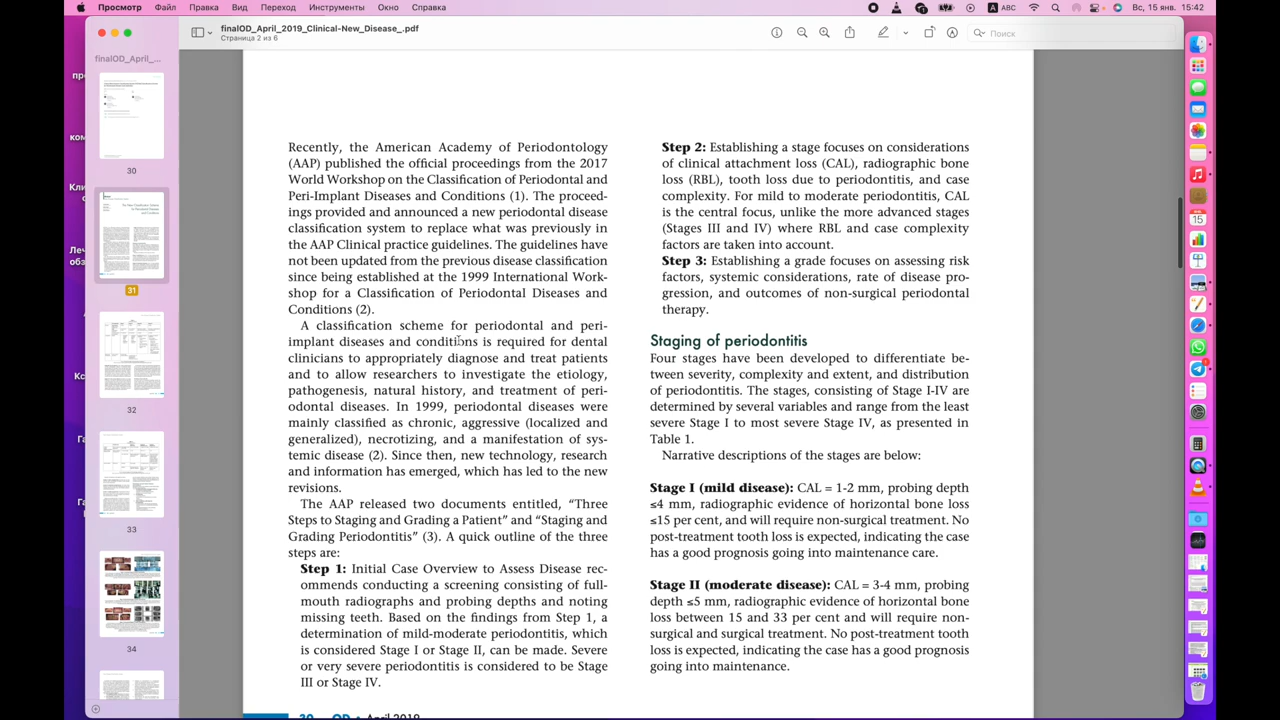 Просмотр Файл Правка Вид Переход Инструменты Окно Справка
ABC Вс, 15 янв. 15:42
finalOD_April_2019_Clinical-New_Disease_.pdf
Страница 2 из 6
Поиск
finalOD_April_...
30
31
32
33
34
Recently, the American Academy of Periodontology
(AAP) published the official proceedings from the 2017
World Workshop on the Classification of Periodontal and
Peri-Implant Diseases and Conditions (1). The proceed-
ings provided and announced a new periodontal disease
classification system to replace what was previously in
the AAP Clinical practice guidelines. The guidelines have
not been updated from the previous disease classification
since being established at the 1999 International Work-
shop for a Classification of Periodontal Diseases and
Conditions (2).
A classification scheme for periodontal and peri-
implant diseases and conditions is required for dental
clinicians to appropriately diagnose and treat patients
and to allow researchers to investigate the etiology,
pathogenesis, natural history, and treatment of peri-
odontal diseases. In 1999, periodontal diseases were
mainly classified as chronic, aggressive (localized and
generalized), necrotizing, and a manifestation of sys-
temic disease (2). Since then, new technology, research
and information has emerged, which has led to the new
revisions.
The AAP released two documents entitled, “Three
Steps to Staging and Grading a Patient” and “Staging and
Grading Periodontitis” (3). A quick outline of the three
steps are:
Step 1: Initial Case Overview to Assess Disease rec-
ommends conducting a screening consisting of full-
mouth radiographs and probing depths and noting
missing teeth. Based on the findings from Step 1, a
determination of mild-moderate periodontitis, which
is considered Stage I or Stage II, can be made. Severe
or very severe periodontitis is considered to be Stage
III or Stage IV.
30 OD • April 2019
Step 2: Establishing a stage focuses on considerations
of clinical attachment loss (CAL), radiographic bone
loss (RBL), tooth loss due to periodontitis, and case
complexity. For mild to moderate periodontitis, CAL
is the central focus, unlike the more advanced stages
(Stages III and IV) where RBL and case complexity
factors are taken into account.
Step 3: Establishing a grade focuses on assessing risk
factors, systemic considerations, rate of disease pro-
gression, and outcomes of non-surgical periodontal
therapy.
Staging of periodontitis
Four stages have been developed to differentiate be-
tween severity, complexity and extent, and distribution
of periodontitis. The stages, consisting of Stage I-IV are
determined by several variables and range from the least
severe Stage I to most severe Stage IV, as presented in
Table 1.
Narrative descriptions of the stages are below:
Stage I (mild disease): CAL = 1-2 mm, probing depth
≤4 mm, radiographic evidence of horizontal bone loss
≤15 per cent, and will require non-surgical treatment. No
post-treatment tooth loss is expected, indicating the case
has a good prognosis going into maintenance care.
Stage II (moderate disease): CAL = 3-4 mm, probing
depth ≤5 mm, radiographic evidence of horizontal bone
loss between 15 and 33 per cent and will require non-
surgical and surgical treatment. No post-treatment tooth
loss is expected, indicating the case has a good prognosis
going into maintenance.